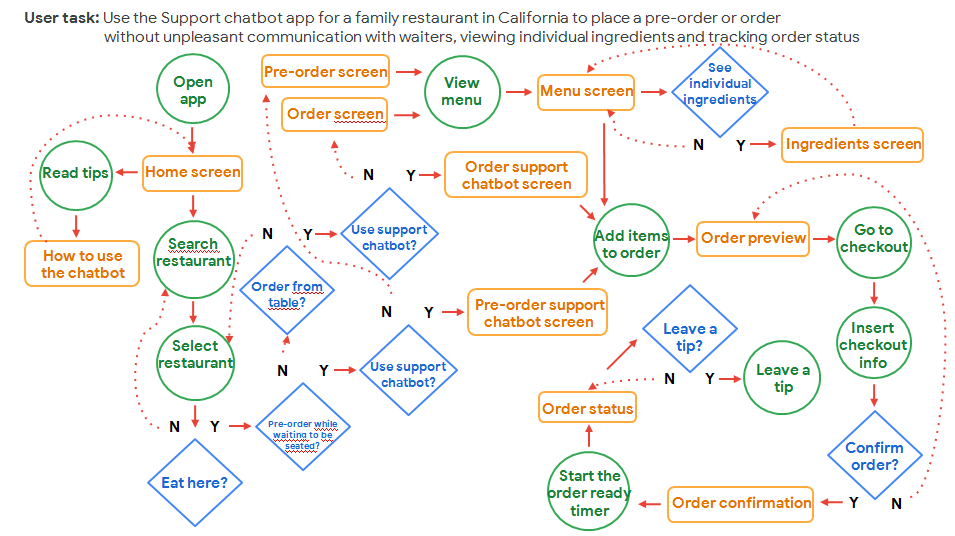 User task: Use the Support chatbot app for a family restaurant in California to place a pre-order or order
without unpleasant communication with waiters, viewing individual ingredients and tracking order status
Open
app
Pre-order screen
View
menu
Menu screen
See
individual
ingredients
Order screen
N
Y
Ingredients screen
Read tips
Home screen
N
Y
Order support
chatbot screen
How to use
the chatbot
Search
restaurant
N
Y
Use support
chatbot?
Add items
to order
Order preview
Go to
checkout
Order from
table?
N
Y
Pre-order support
chatbot screen
Leave a
tip?
Insert
checkout
info
Select
restaurant
N
Y
Use support
chatbot?
N
Y
Leave a
tip
Order status
N
Y
Pre-order while
waiting to be
seated?
Eat here?
Confirm
order?
Start the
order ready
timer
Order confirmation
Y
N